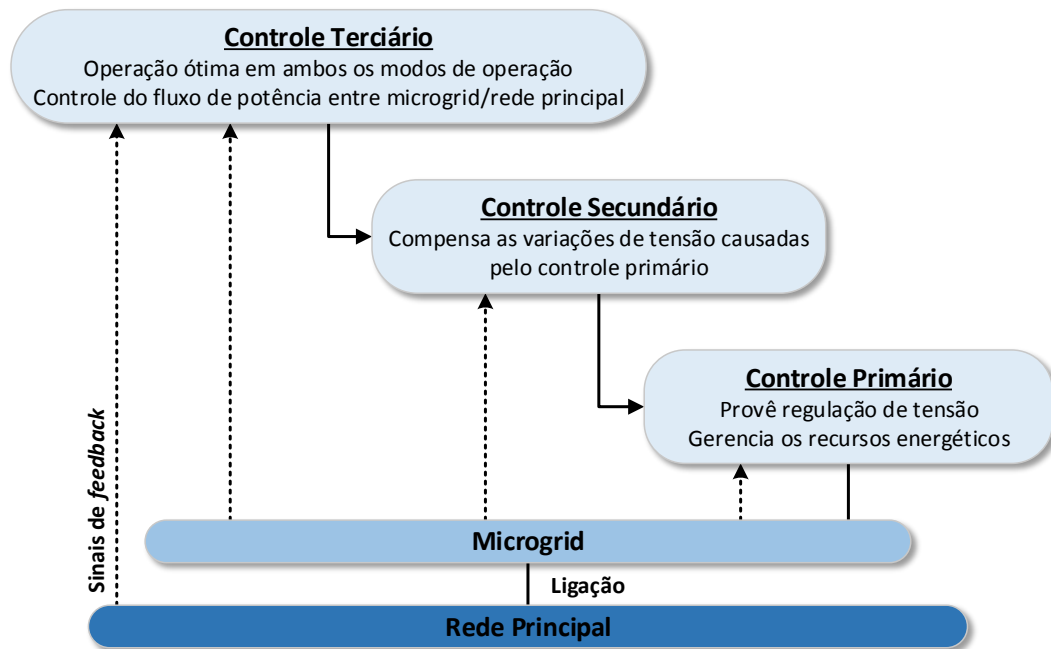 Controle Terciário
Operação ótima em ambos os modos de operação
Controle do fluxo de potência entre microgrid/rede principal
Controle Secundário
Compensa as variações de tensão causadas
pelo controle primário
Controle Primário
Provê regulação de tensão
Gerencia os recursos energéticos
Sinais de feedback
Microgrid
Ligação
Rede Principal